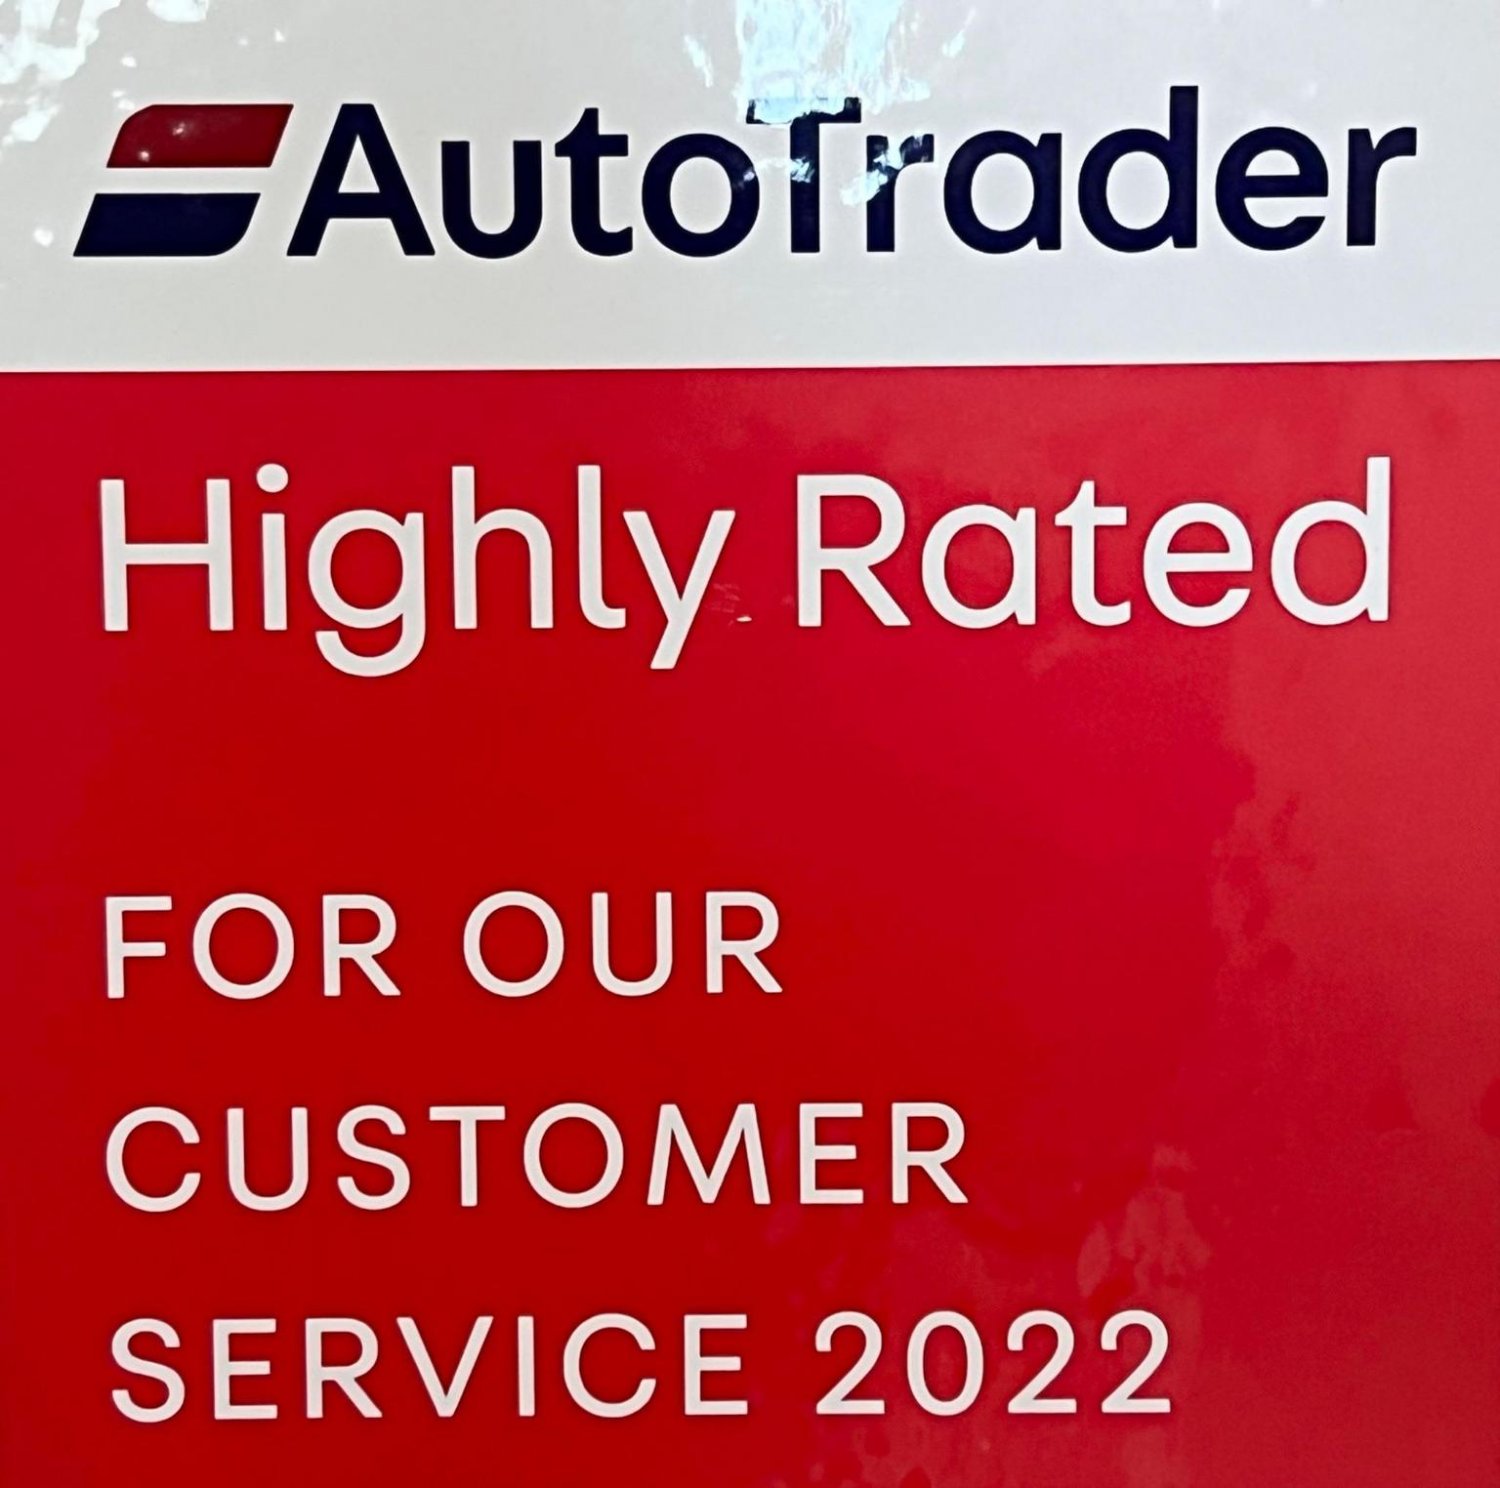 AutoTrader
Highly Rated
FOR OUR
CUSTOMER
SERVICE 2022